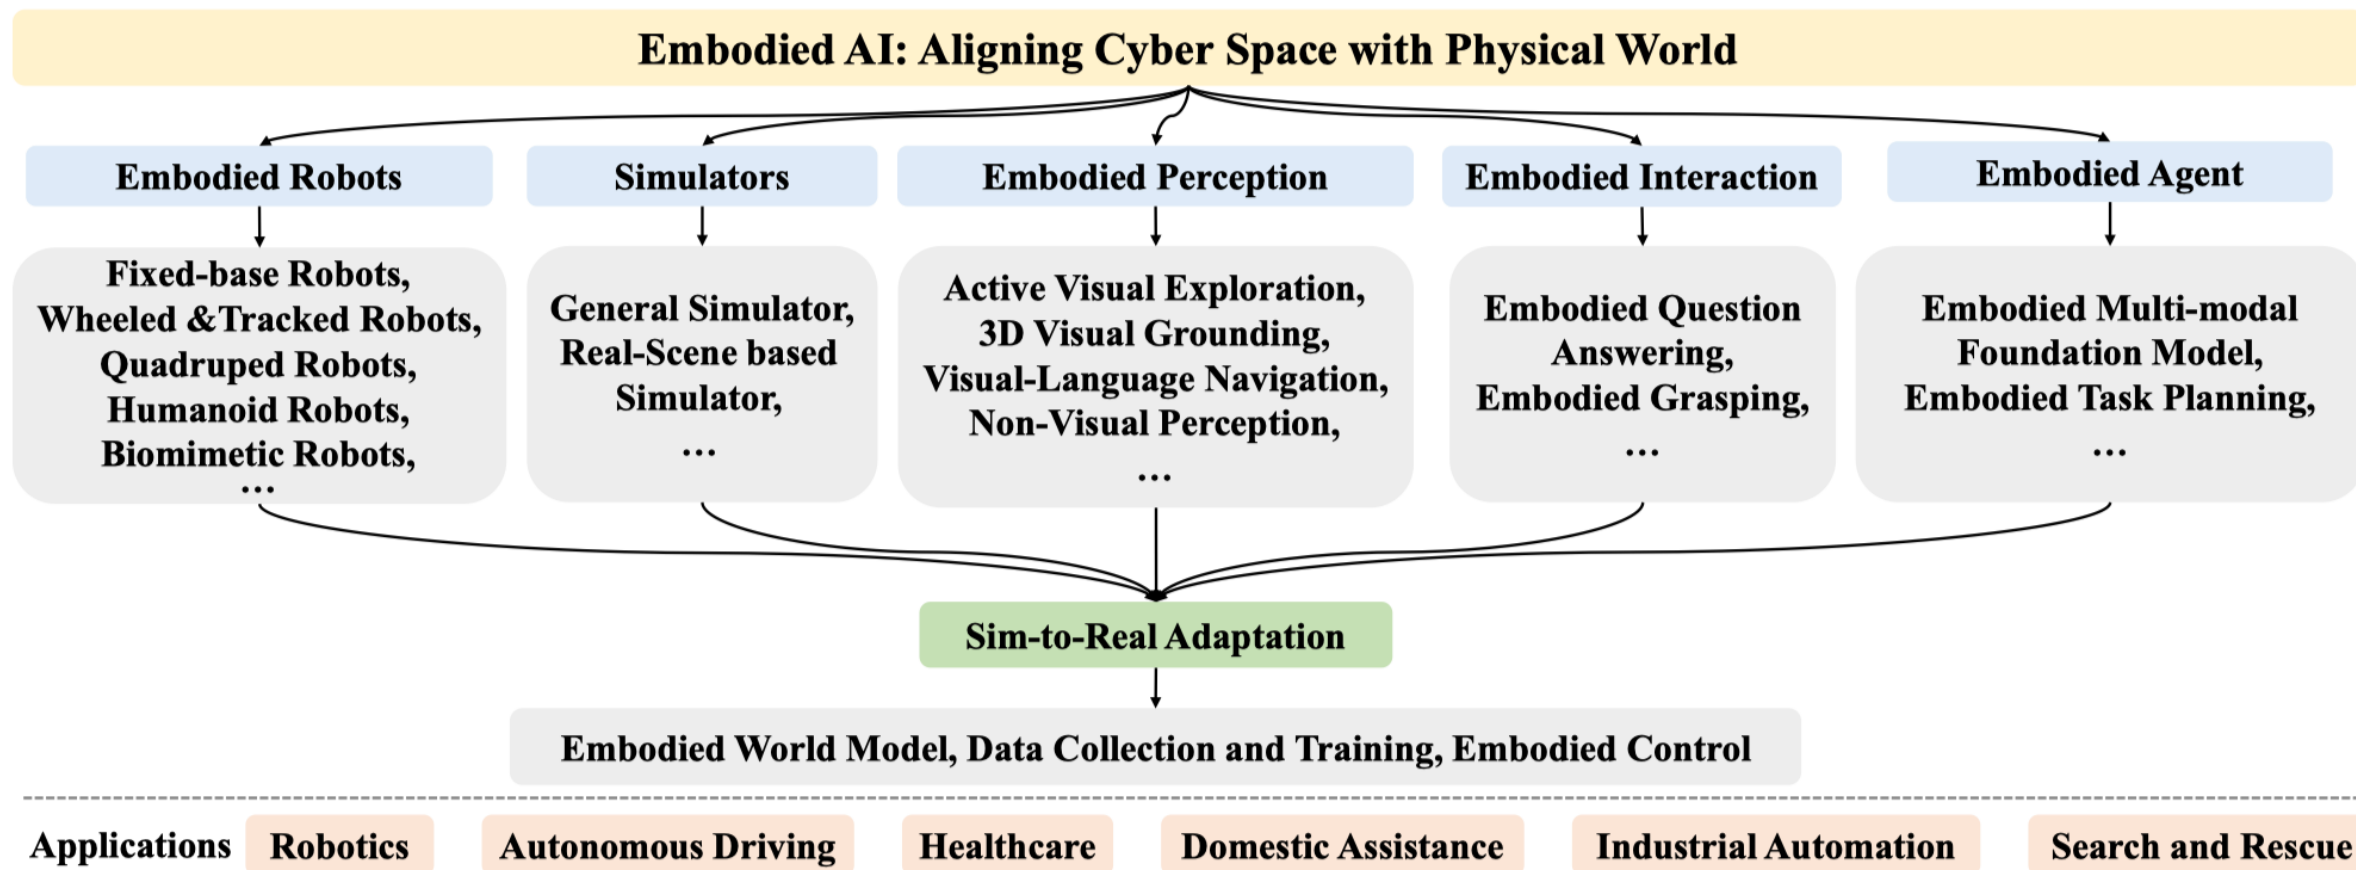 Embodied AI: Aligning Cyber Space with Physical World
Embodied Robots
Simulators
Embodied Perception
Embodied Interaction
Embodied Agent
Fixed-base Robots,
Wheeled &Tracked Robots,
Quadruped Robots,
Humanoid Robots,
Biomimetic Robots,
...
General Simulator,
Real-Scene based
Simulator,
...
Active Visual Exploration,
3D Visual Grounding,
Visual-Language Navigation,
Non-Visual Perception,
...
Embodied Question
Answering,
Embodied Grasping,
...
Embodied Multi-modal
Foundation Model,
Embodied Task Planning,
...
Sim-to-Real Adaptation
Embodied World Model, Data Collection and Training, Embodied Control
Applications
Robotics
Autonomous Driving
Healthcare
Domestic Assistance
Industrial Automation
Search and Rescue